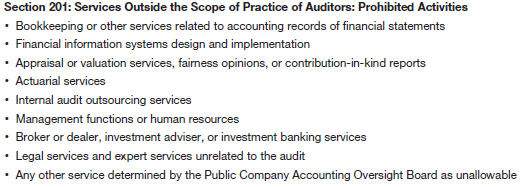 Section 201: Services Outside the Scope of Practice of Auditors: Prohibited Activities
• Bookkeeping or other services related to accounting records of financial statements
• Financial information systems design and implementation
• Appraisal or valuation services, fairness opinions, or contribution-in-kind reports
• Actuarial services
• Internal audit outsourcing services
• Management functions or human resources
• Broker or dealer, investment adviser, or investment banking services
• Legal services and expert services unrelated to the audit
• Any other service determined by the Public Company Accounting Oversight Board as unallowable